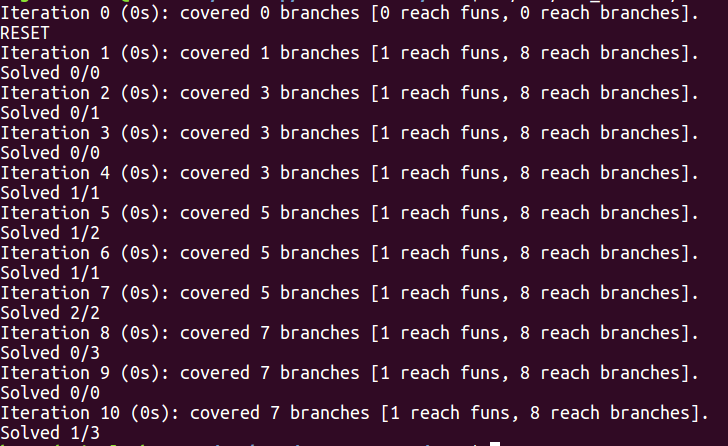 Iteration 0 (0s): covered 0 branches [0 reach funs, 0 reach branches].
RESET
Iteration 1 (0s): covered 1 branches [1 reach funs, 8 reach branches].
Solved 0/0
Iteration 2 (0s): covered 3 branches [1 reach funs, 8 reach branches].
Solved 0/1
Iteration 3 (0s): covered 3 branches [1 reach funs, 8 reach branches].
Solved 0/0
Iteration 4 (0s): covered 3 branches [1 reach funs, 8 reach branches].
Solved 1/1
Iteration 5 (0s): covered 5 branches [1 reach funs, 8 reach branches].
Solved 1/2
Iteration 6 (0s): covered 5 branches [1 reach funs, 8 reach branches].
Solved 1/1
Iteration 7 (0s): covered 5 branches [1 reach funs, 8 reach branches].
Solved 2/2
Iteration 8 (0s): covered 7 branches [1 reach funs, 8 reach branches].
Solved 0/3
Iteration 9 (0s): covered 7 branches [1 reach funs, 8 reach branches].
Solved 0/0
Iteration 10 (0s): covered 7 branches [1 reach funs, 8 reach branches].
Solved 1/3